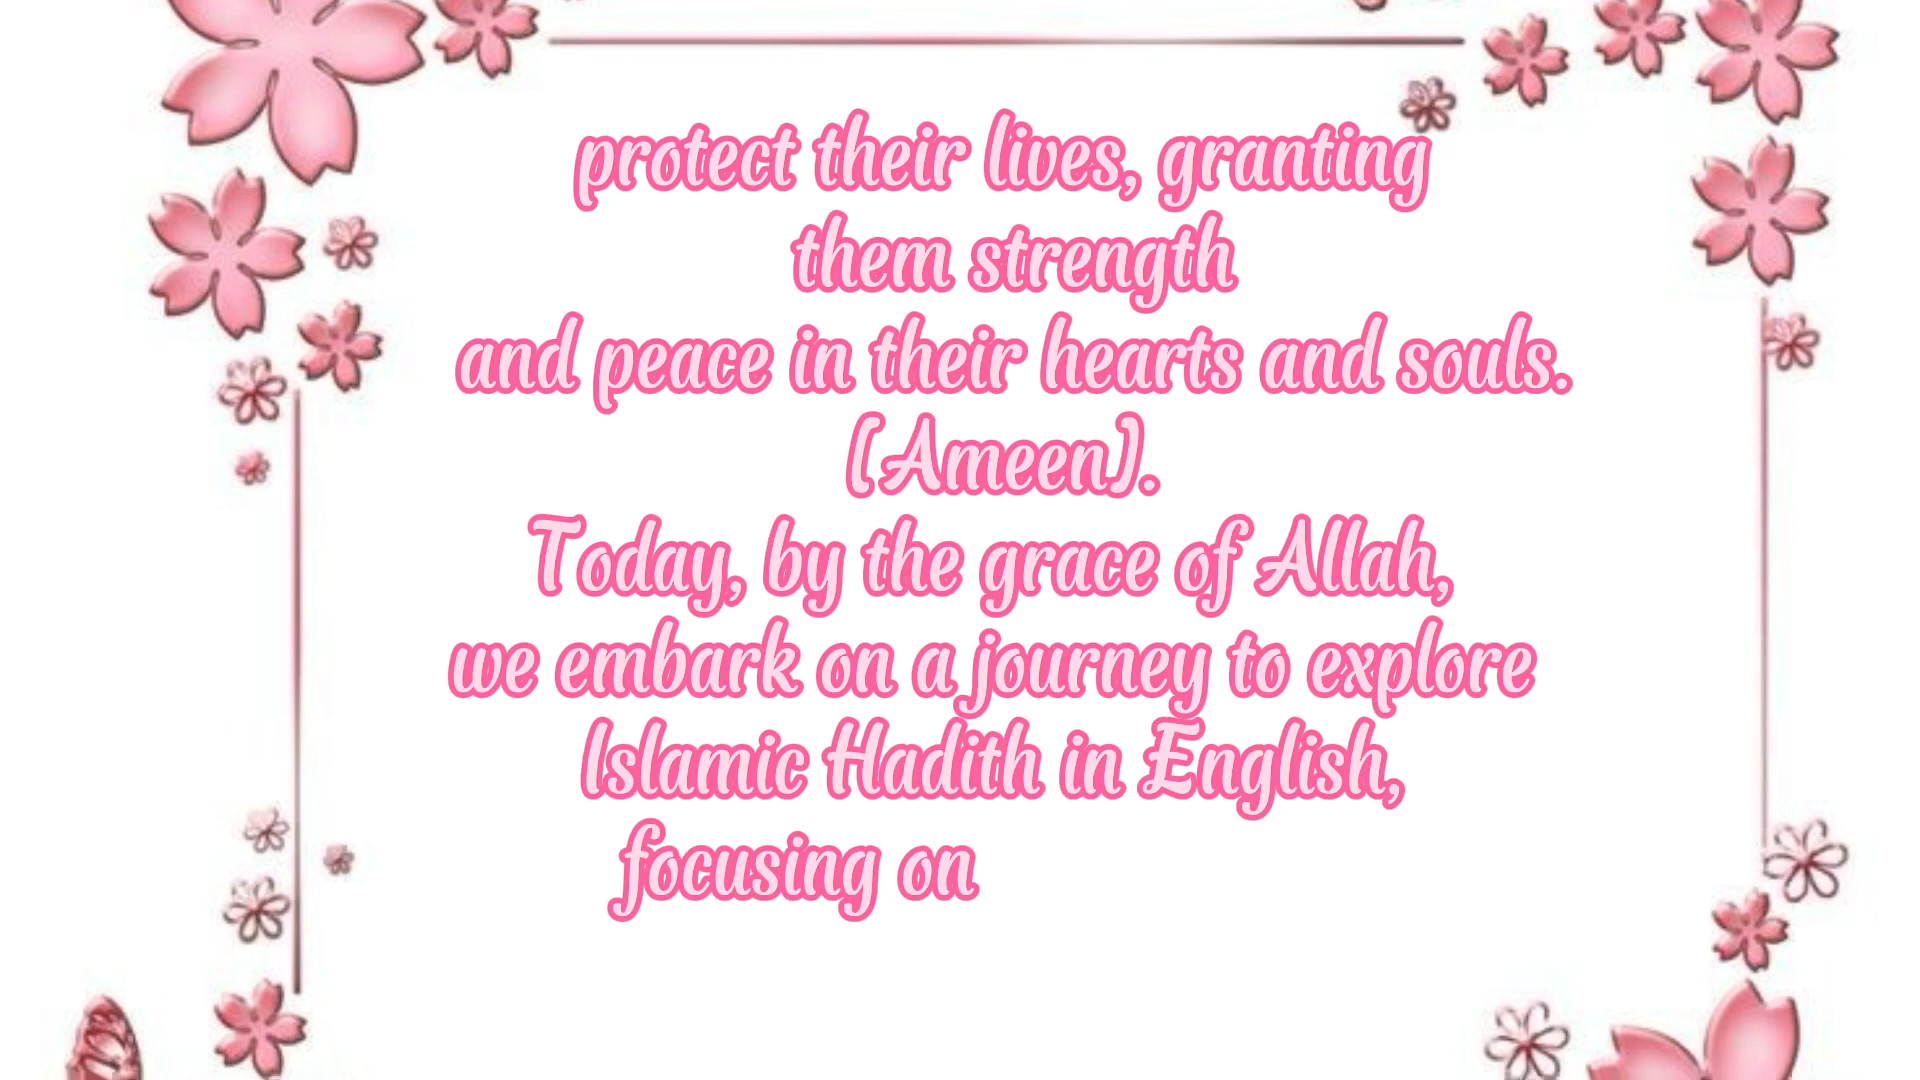 protect their lives, granting
them strength
and peace in their hearts and souls.
(Ameen).
Today, by the grace of Allah,
we embark on a journey to explore
Islamic Hadith in English,
focusing on